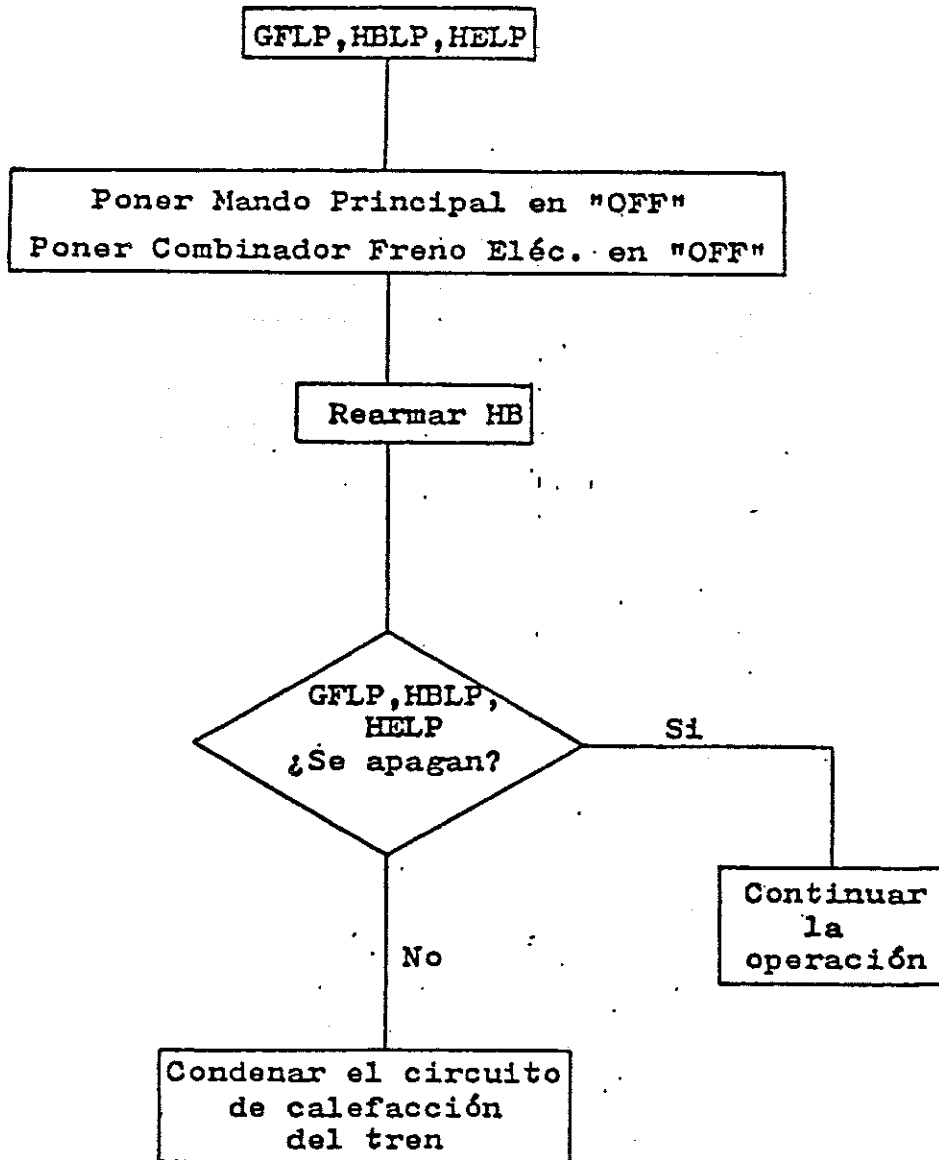 GFLP,HBLP,HELP
Poner Mando Principal en "OFF"
Poner Combinador Freno Eléc. en "OFF"
Rearmar HB
GFLP,HBLP,
HELP
¿Se apagan?
Si
Continuar
la
operación
No
Condenar el circuito
de calefacción
del tren